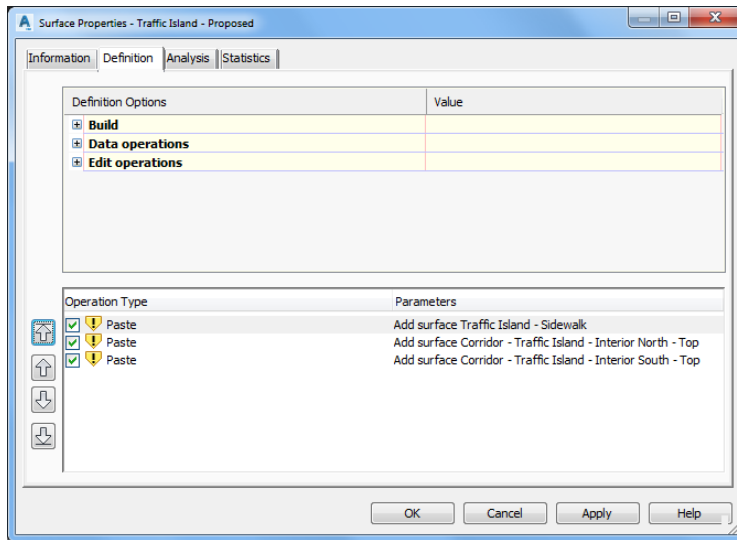 Surface Properties - Traffic Island - Proposed
Information Definition Analysis Statistics
Definition Options Value
Build
Data operations
Edit operations
Operation Type Parameters
Paste Add surface Traffic Island - Sidewalk
Paste Add surface Corridor - Traffic Island - Interior North - Top
Paste Add surface Corridor - Traffic Island - Interior South - Top
OK Cancel Apply Help